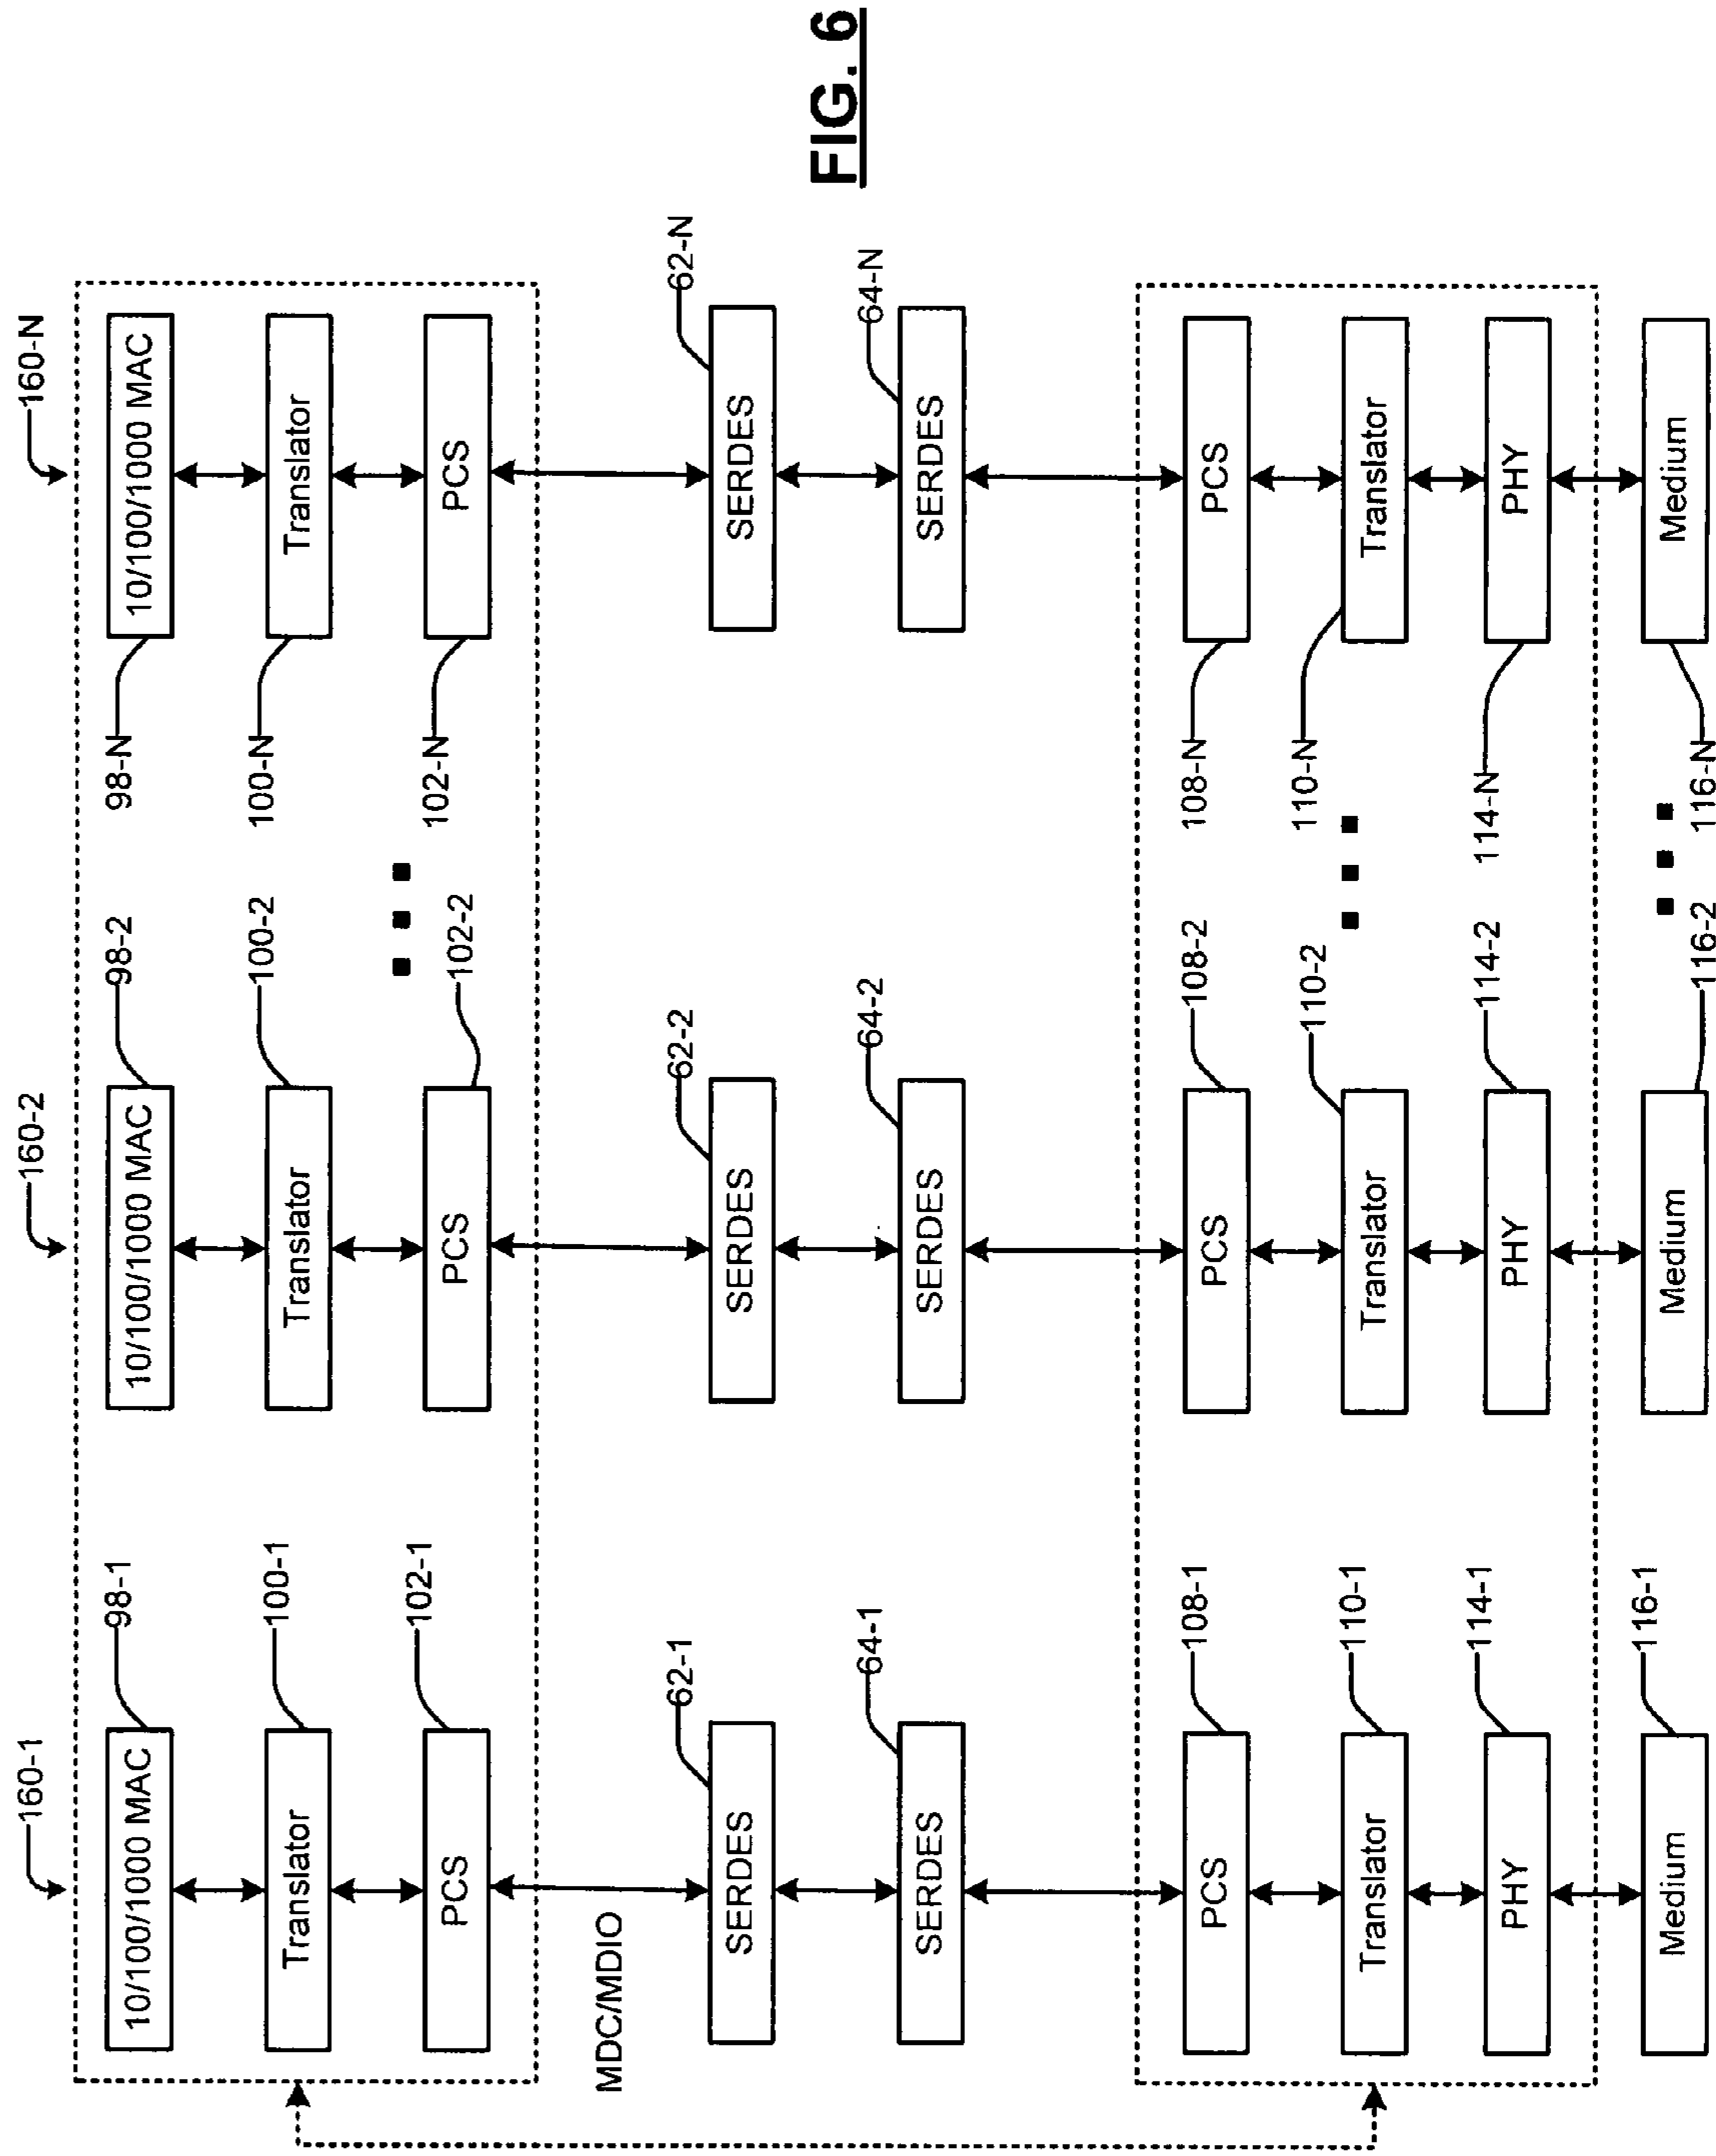 160-1
160-2
160-N
10/100/1000 MAC
98-1
10/100/1000 MAC
98-2
98-N
10/100/1000 MAC
Translator
100-1
Translator
100-2
100-N
Translator
PCS
102-1
PCS
102-2
102-N
PCS
MDC/MDIO
SERDES
62-1
SERDES
62-2
SERDES
62-N
SERDES
64-1
SERDES
64-2
SERDES
64-N
PCS
108-1
PCS
108-2
108-N
PCS
Translator
110-1
Translator
110-2
110-N
Translator
PHY
114-1
PHY
114-2
114-N
PHY
Medium
116-1
Medium
116-2
116-N
Medium
FIG. 6